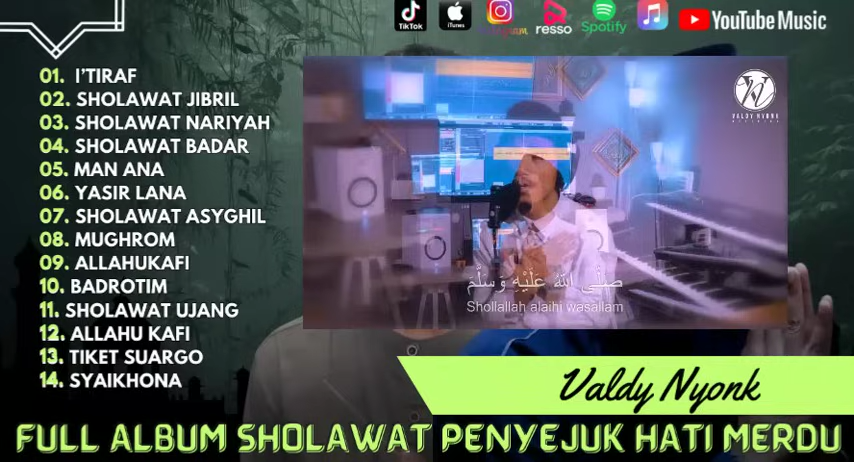 TikTok
iTunes
Instagram
resso
Spotify
YouTube Music
01. I'TIRAF
02. SHOLAWAT JIBRIL
03. SHOLAWAT NARIYAH
04. SHOLAWAT BADAR
05. MAN ANA
06. YASIR LANA
07. SHOLAWAT ASYGHIL
08. MUGHROM
09. ALLAHUKAFI
10. BADROTIM
11. SHOLAWAT UJANG
12. ALLAHU KAFI
13. TIKET SUARGO
14. SYAIKHONA
VALDY NYONK
صَلَّى اللهُ عَلَيْهِ وَسَلَّمَ
Shollallah alaihi wasallam
Valdy Nyonk
FULL ALBUM SHOLAWAT PENYEJUK HATI MERDU